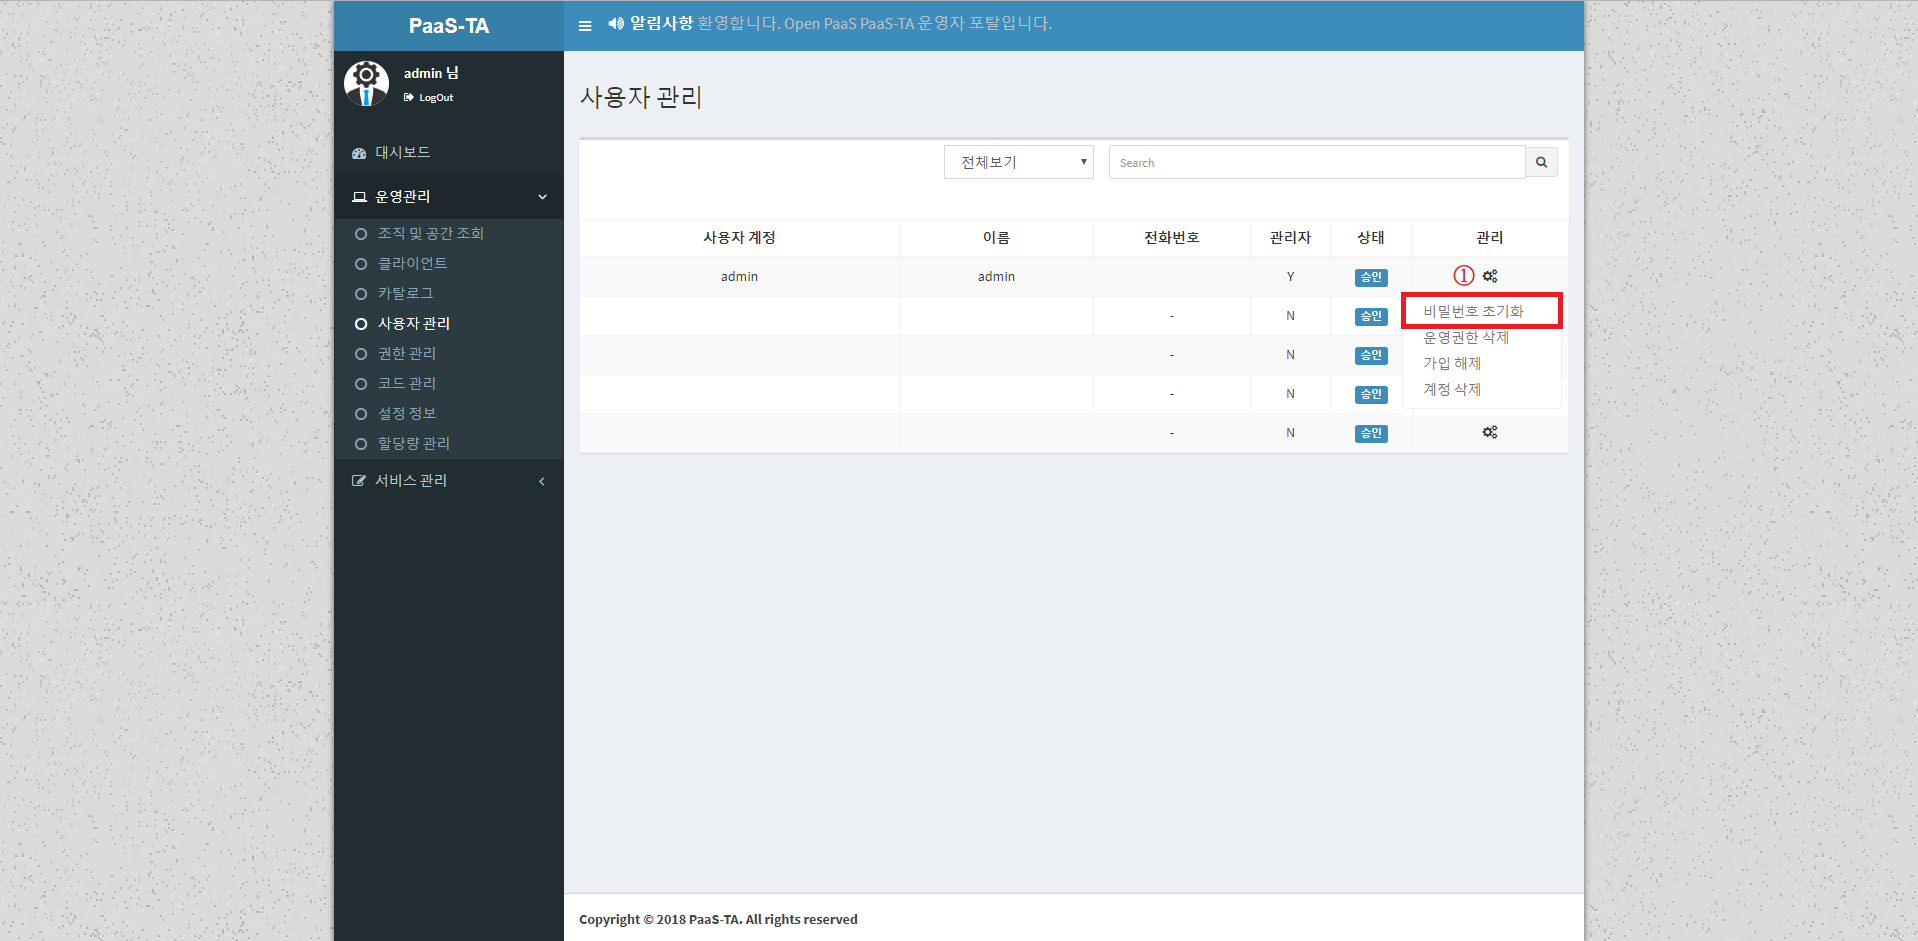 PaaS-TA
알림사항 환영합니다. Open PaaS PaaS-TA 운영자 포탈입니다.
admin 님
LogOut
대시보드
운영관리
조직 및 공간 조회
클라이언트
카탈로그
사용자 관리
권한 관리
코드 관리
설정 정보
할당량 관리
서비스 관리
사용자 관리
전체보기 Search
사용자 계정 이름 전화번호 관리자 상태 관리
admin admin Y 승인 ①
- N 승인
- N 승인
- N 승인
- N 승인
비밀번호 초기화
운영권한 삭제
가입 해제
계정 삭제
Copyright © 2018 PaaS-TA. All rights reserved